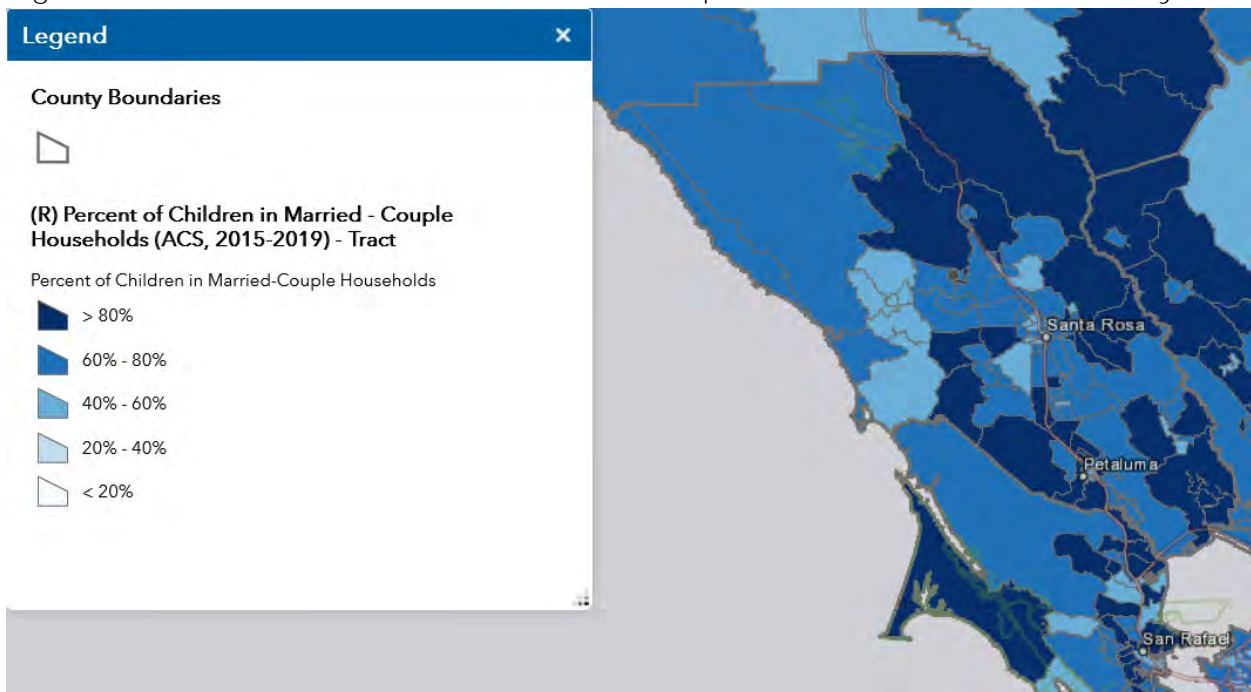 Legend ×
County Boundaries
(R) Percent of Children in Married - Couple
Households (ACS, 2015-2019) - Tract
Percent of Children in Married-Couple Households
> 80%
60% - 80%
40% - 60%
20% - 40%
< 20%
Santa Rosa
Petaluma
San Rafael